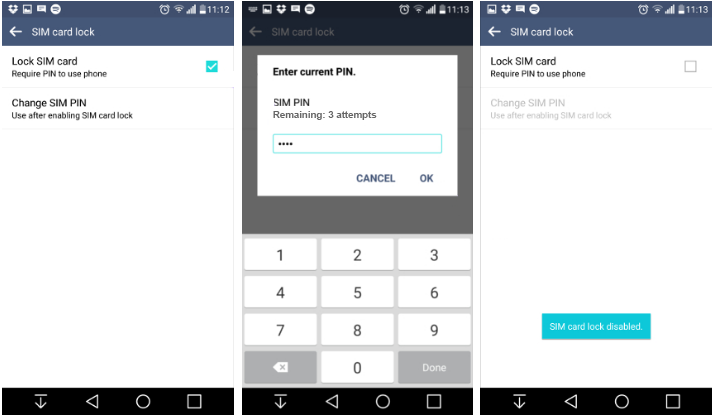 11:12
SIM card lock
Lock SIM card
Require PIN to use phone
Change SIM PIN
Use after enabling SIM card lock
11:13
SIM card lock
Enter current PIN.
SIM PIN
Remaining: 3 attempts
••••
CANCEL OK
1 2 3
4 5 6
7 8 9
0 Done
11:13
SIM card lock
Lock SIM card
Require PIN to use phone
Change SIM PIN
Use after enabling SIM card lock
SIM card lock disabled.